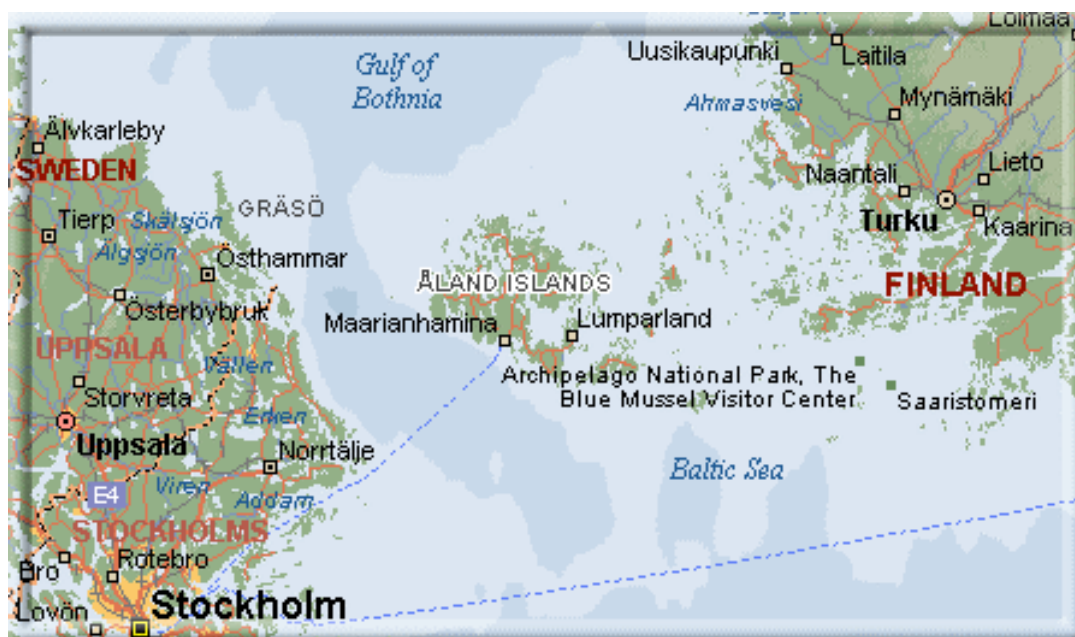 Loimaa
Gulf of
Bothnia
Uusikaupunki
Laitila
Ahmasvesi
Mynämäki
Älvkarleby
SWEDEN
Lieto
Naantali
Tierp
Skälsjön
GRÄSÖ
Turku
Kaarina
Älgsjön
Östhammar
ÅLAND ISLANDS
FINLAND
Österbybruk
Maarianhamina
Lumparland
UPPSALA
Vällen
Archipelago National Park, The
Blue Mussel Visitor Center
Storvreta
Saaristomeri
Erken
Uppsala
Norrtälje
Baltic Sea
Viren
E4
Addarn
STOCKHOLMS
Rotebro
Bro
Stockholm
Lovön